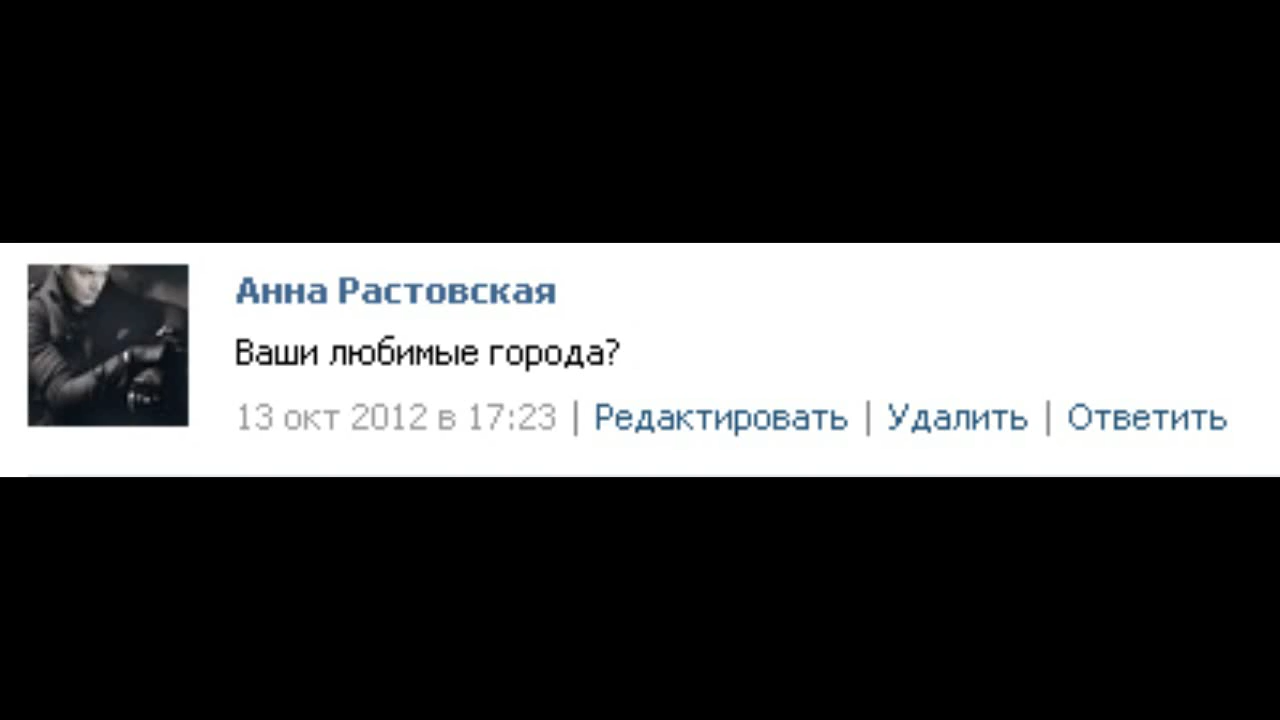 Анна Растовская
Ваши любимые города?
13 окт 2012 в 17:23 | Редактировать | Удалить | Ответить